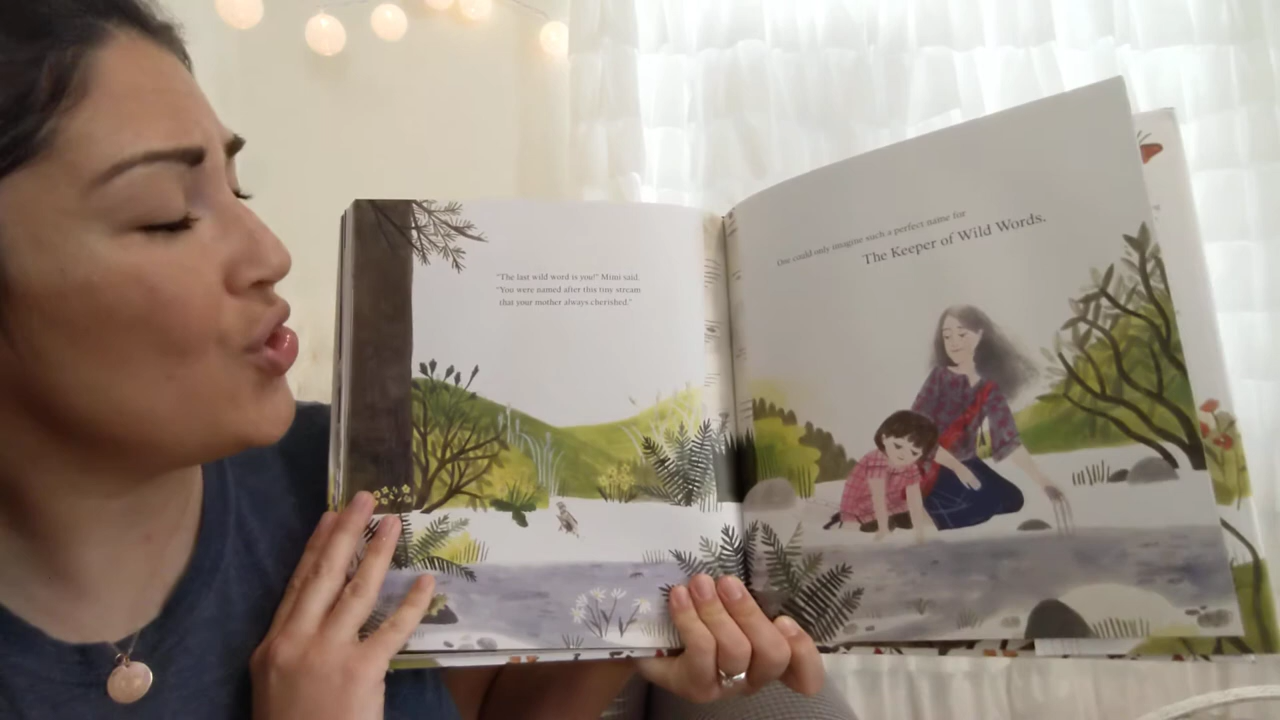 "The last wild word is you!" Mimi said.
"You were named after this tiny stream
that your mother always cherished."
One could only imagine such a perfect name for
The Keeper of Wild Words.